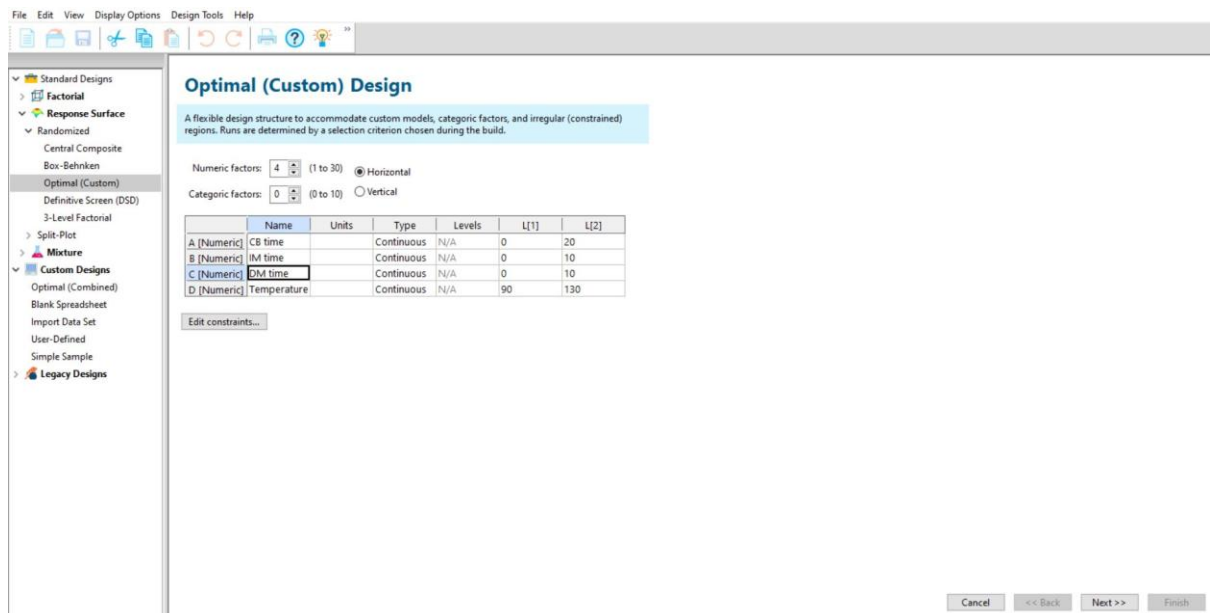 File Edit View Display Options Design Tools Help
Standard Designs
Factorial
Response Surface
Randomized
Central Composite
Box-Behnken
Optimal (Custom)
Definitive Screen (DSD)
3-Level Factorial
Split-Plot
Mixture
Custom Designs
Optimal (Combined)
Blank Spreadsheet
Import Data Set
User-Defined
Simple Sample
Legacy Designs
Optimal (Custom) Design
A flexible design structure to accommodate custom models, categoric factors, and irregular (constrained)
regions. Runs are determined by a selection criterion chosen during the build.
Numeric factors: 4 (1 to 30) Horizontal
Categoric factors: 0 (0 to 10) Vertical
Name Units Type Levels L[1] L[2]
A [Numeric] CB time Continuous N/A 0 20
B [Numeric] IM time Continuous N/A 0 10
C [Numeric] DM time Continuous N/A 0 10
D [Numeric] Temperature Continuous N/A 90 130
Edit constraints...
Cancel << Back Next >> Finish